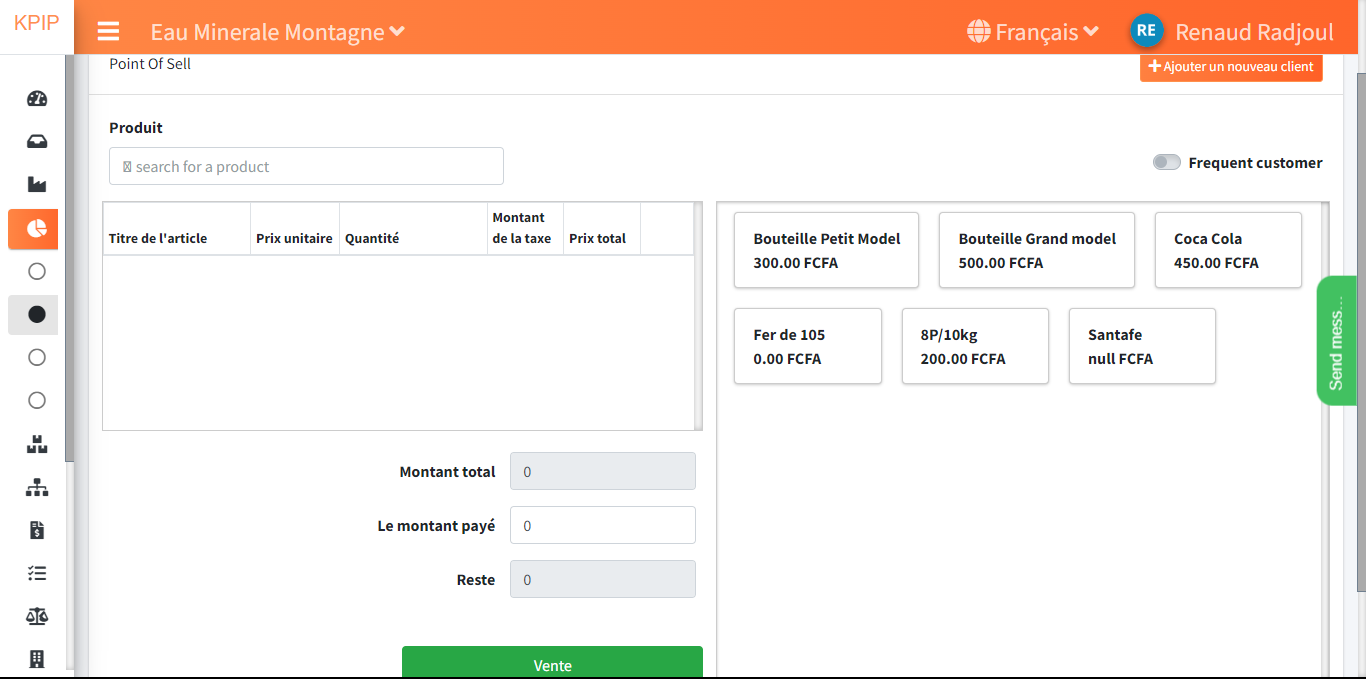 KPIP
Eau Minerale Montagne
Français
RE
Renaud Radjoul
Point Of Sell
Ajouter un nouveau client
Produit
search for a product
Frequent customer
Titre de l'article
Prix unitaire
Quantité
Montant
de la taxe
Prix total
Bouteille Petit Model
300.00 FCFA
Bouteille Grand model
500.00 FCFA
Coca Cola
450.00 FCFA
Fer de 105
0.00 FCFA
8P/10kg
200.00 FCFA
Santafe
null FCFA
Send mess...
Montant total
0
Le montant payé
0
Reste
0
Vente